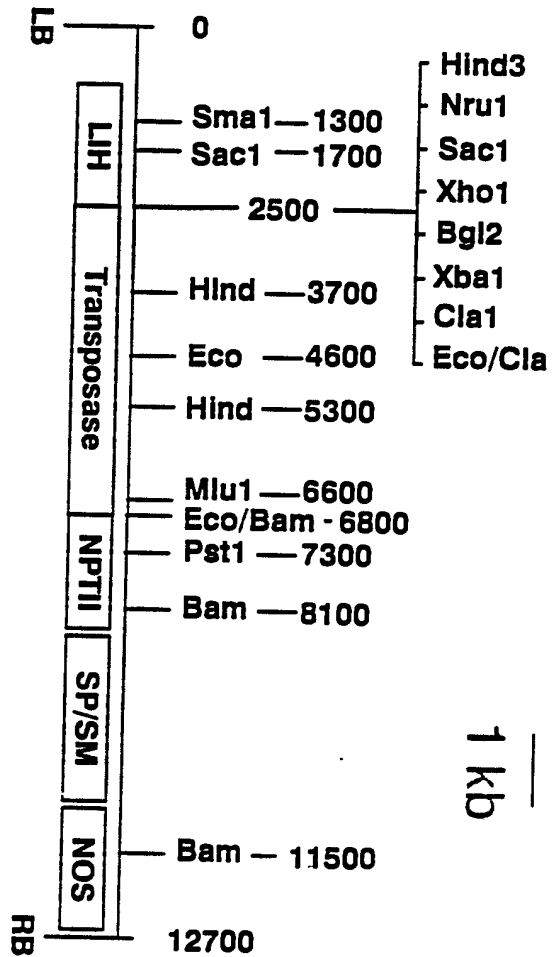 LB 0
Sma1 — 1300
Sac1 — 1700
2500
Hind3
Nru1
Sac1
Xho1
Bgl2
Xba1
Cla1
Eco/Cla
Hind — 3700
Eco — 4600
Hind — 5300
Mlu1 — 6600
Eco/Bam - 6800
Pst1 — 7300
Bam — 8100
Bam — 11500
RB 12700
LIH
Transposase
NPTII
SP/SM
NOS
1 kb